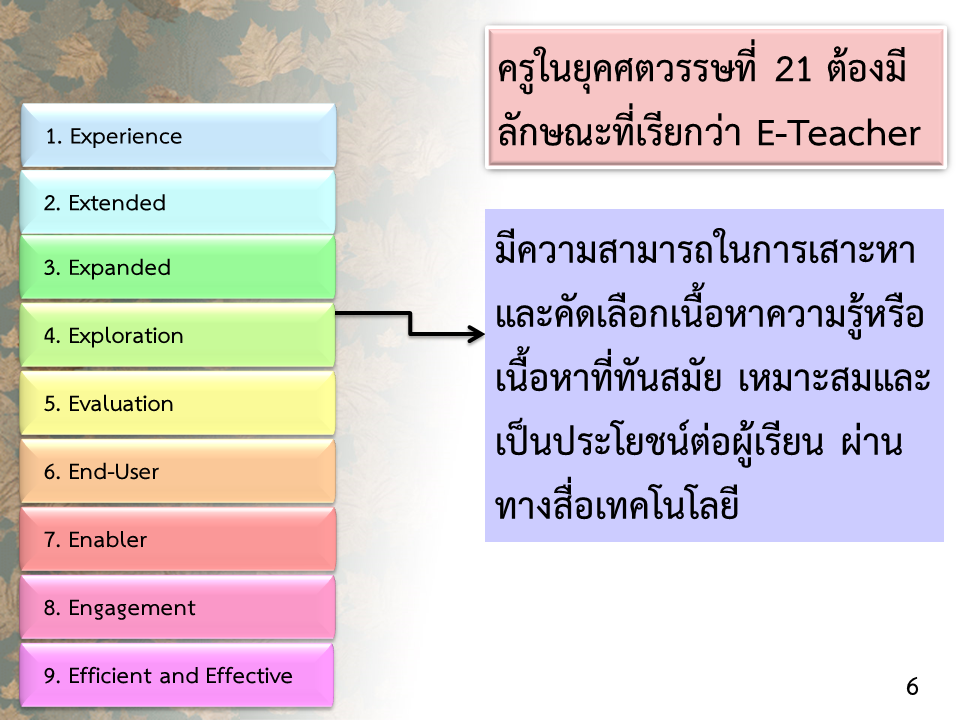 ครูในยุคศตวรรษที่ 21 ต้องมี
ลักษณะที่เรียกว่า E-Teacher
1. Experience
2. Extended
3. Expanded
4. Exploration
5. Evaluation
6. End-User
7. Enabler
8. Engagement
9. Efficient and Effective
มีความสามารถในการเสาะหา
และคัดเลือกเนื้อหาความรู้หรือ
เนื้อหาที่ทันสมัย เหมาะสมและ
เป็นประโยชน์ต่อผู้เรียน ผ่าน
ทางสื่อเทคโนโลยี
6